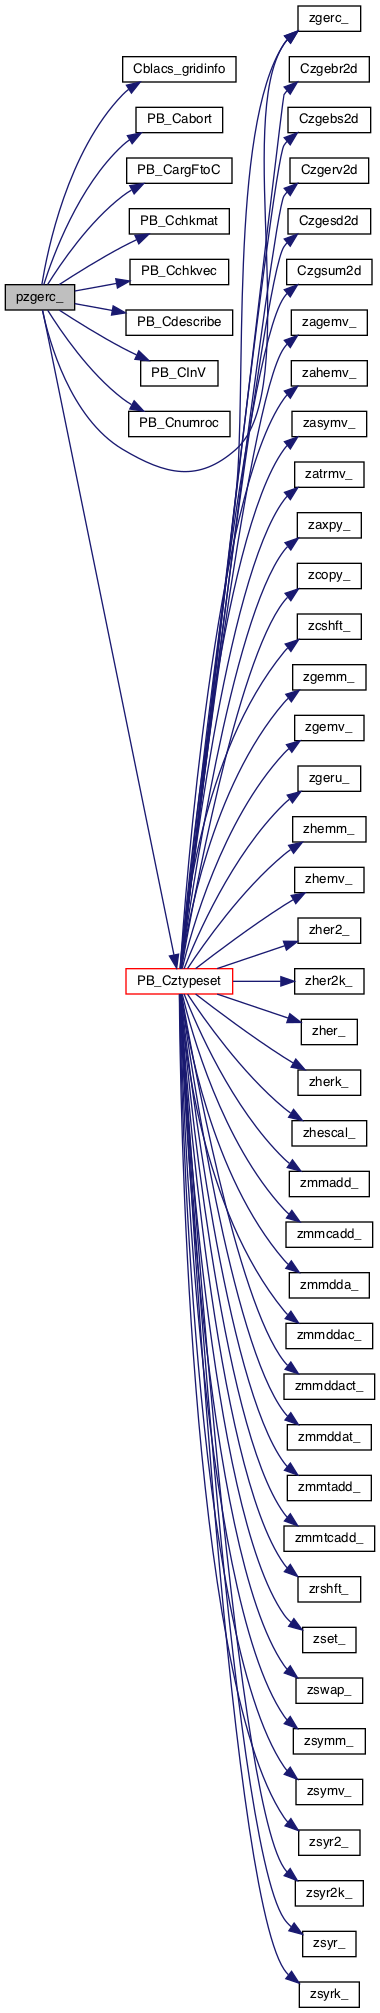 zgerc_
Cblacs_gridinfo
Czgebr2d
PB_Cabort
Czgebs2d
PB_CargFtoC
Czgerv2d
PB_Cchkmat
Czgesd2d
PB_Cchkvec
Czgsum2d
pzgerc_
PB_Cdescribe
zagemv_
PB_CInV
zahemv_
PB_Cnumroc
zasymv_
zatrmv_
zaxpy_
zcopy_
zcshft_
zgemm_
zgemv_
zgeru_
zhemm_
zhemv_
zher2_
PB_Cztypeset
zher2k_
zher_
zherk_
zhescal_
zmmadd_
zmmcadd_
zmmdda_
zmmddac_
zmmddact_
zmmddat_
zmmtadd_
zmmtcadd_
zrshft_
zset_
zswap_
zsymm_
zsymv_
zsyr2_
zsyr2k_
zsyr_
zsyrk_